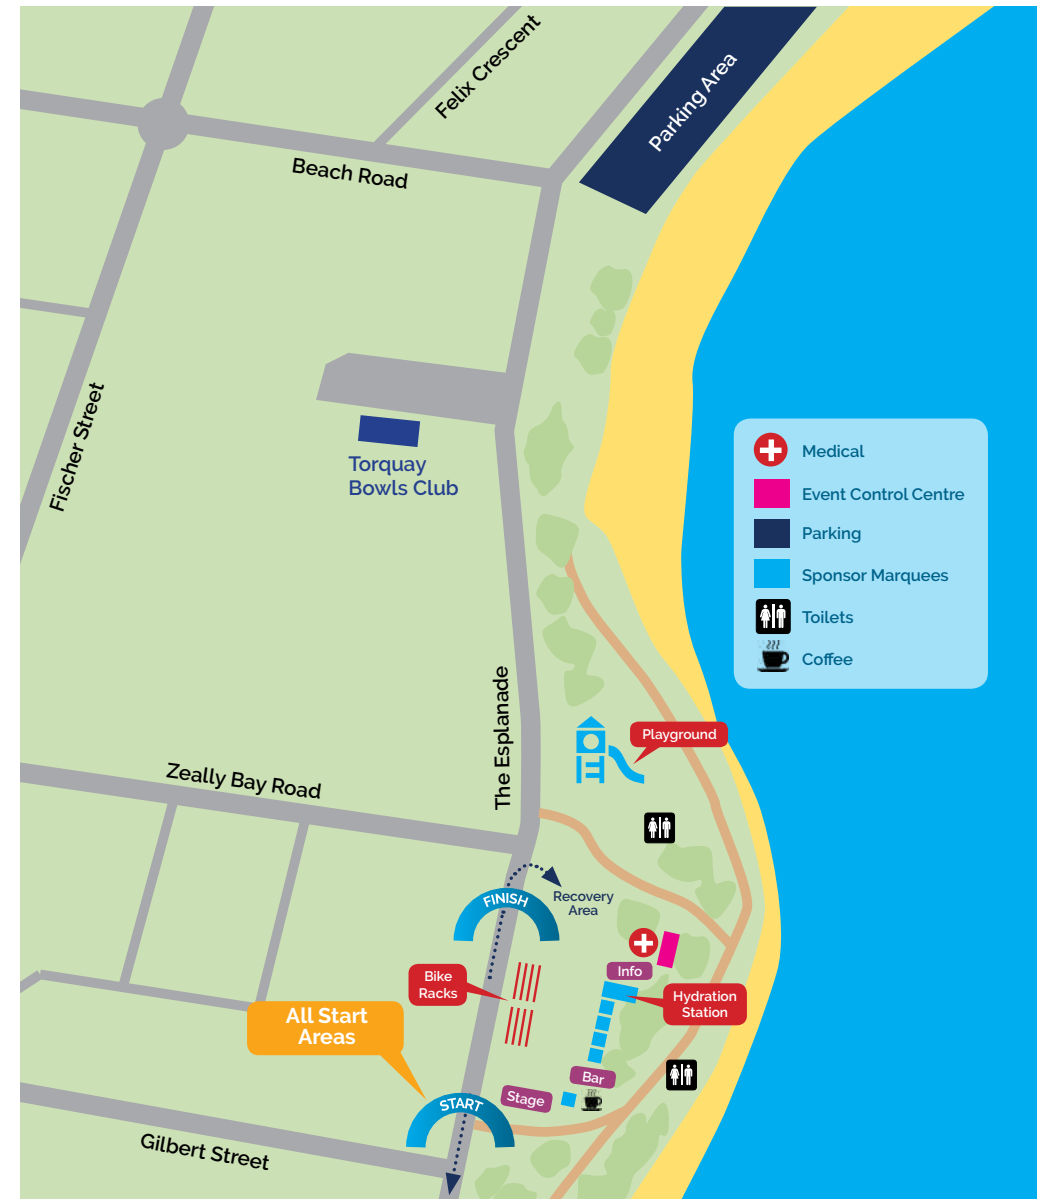 Felix Crescent
Parking Area
Beach Road
Fischer Street
Torquay
Bowls Club
Medical
Event Control Centre
Parking
Sponsor Marquees
Toilets
Coffee
The Esplanade
Playground
Zeally Bay Road
FINISH
Recovery
Area
Bike
Racks
Info
Hydration
Station
All Start
Areas
Bar
Stage
START
Gilbert Street